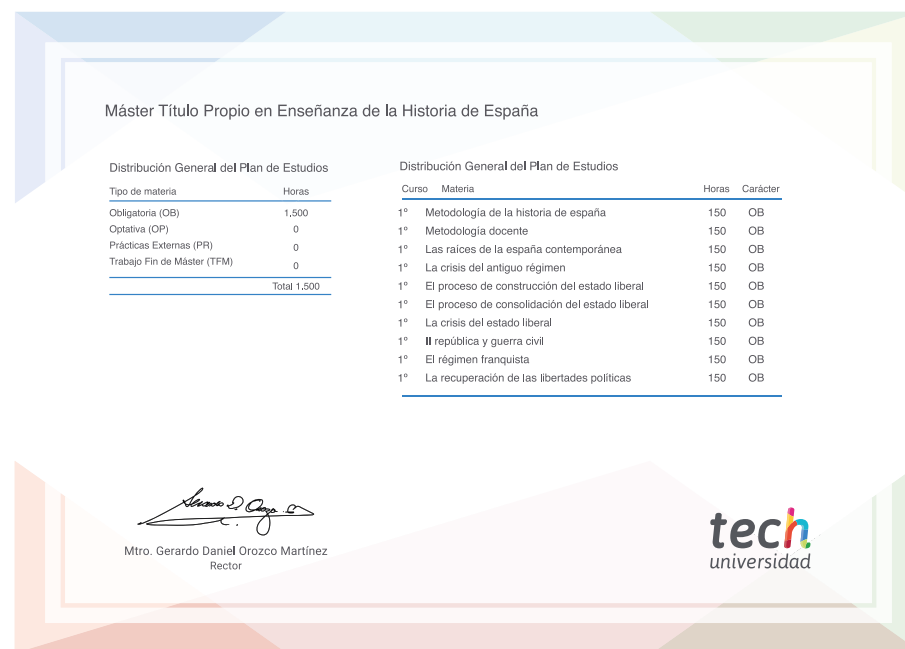 Máster Título Propio en Enseñanza de la Historia de España
Distribución General del Plan de Estudios
Tipo de materia Horas
Obligatoria (OB) 1,500
Optativa (OP) 0
Prácticas Externas (PR) 0
Trabajo Fin de Máster (TFM) 0
Total 1.500
Distribución General del Plan de Estudios
Curso Materia Horas Carácter
1º Metodología de la historia de españa 150 OB
1º Metodología docente 150 OB
1º Las raíces de la españa contemporánea 150 OB
1º La crisis del antiguo régimen 150 OB
1º El proceso de construcción del estado liberal 150 OB
1º El proceso de consolidación del estado liberal 150 OB
1º La crisis del estado liberal 150 OB
1º II república y guerra civil 150 OB
1º El régimen franquista 150 OB
1º La recuperación de las libertades políticas 150 OB
Mtro. Gerardo Daniel Orozco Martínez
Rector
tech
universidad